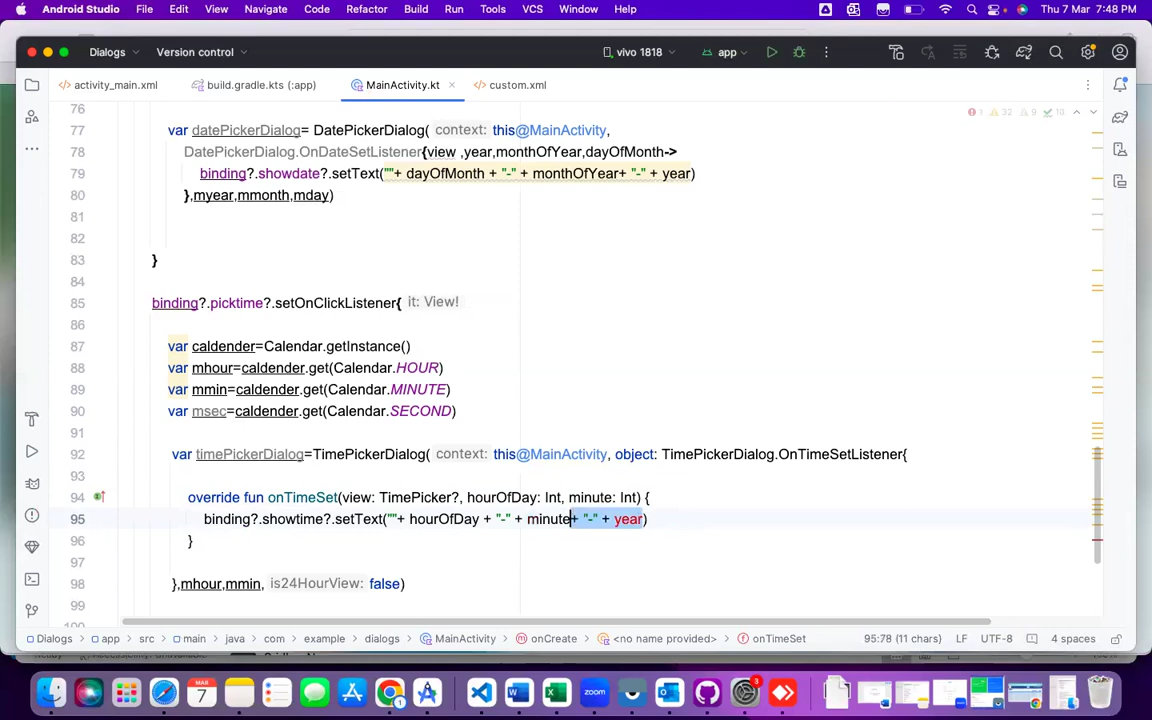 Android Studio File Edit View Navigate Code Refactor Build Run Tools VCS Window Help Thu 7 Mar 7:48 PM
Dialogs Version control vivo 1818 app
activity_main.xml build.gradle.kts (:app) MainActivity.kt custom.xml
76
77 var datePickerDialog= DatePickerDialog( context: this@MainActivity,
78 DatePickerDialog.OnDateSetListener{view ,year,monthOfYear,dayOfMonth->
79 binding?.showdate?.setText(""+ dayOfMonth + "-" + monthOfYear+ "-" + year)
80 },myear,mmonth,mday)
81
82
83 }
84
85 binding?.picktime?.setOnClickListener{ it: View!
86
87 var caldender=Calendar.getInstance()
88 var mhour=caldender.get(Calendar.HOUR)
89 var mmin=caldender.get(Calendar.MINUTE)
90 var msec=caldender.get(Calendar.SECOND)
91
92 var timePickerDialog=TimePickerDialog( context: this@MainActivity, object: TimePickerDialog.OnTimeSetListener{
93
94 override fun onTimeSet(view: TimePicker?, hourOfDay: Int, minute: Int) {
95 binding?.showtime?.setText(""+ hourOfDay + "-" + minute+ "-" + year)
96 }
97
98 },mhour,mmin, is24HourView: false)
99
Dialogs app src main java com example dialogs MainActivity onCreate <no name provided> onTimeSet 95:78 (11 chars) LF UTF-8 4 spaces